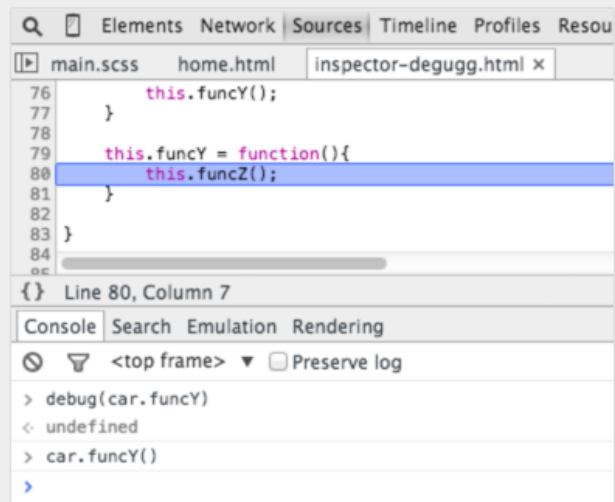 Elements Network Sources Timeline Profiles Resou
main.scss home.html inspector-degugg.html ×
76 this.funcY();
77 }
78
79 this.funcY = function(){
80 this.funcZ();
81 }
82
83 }
84
85
{} Line 80, Column 7
Console Search Emulation Rendering
<top frame> ▼ Preserve log
> debug(car.funcY)
<· undefined
> car.funcY()
>